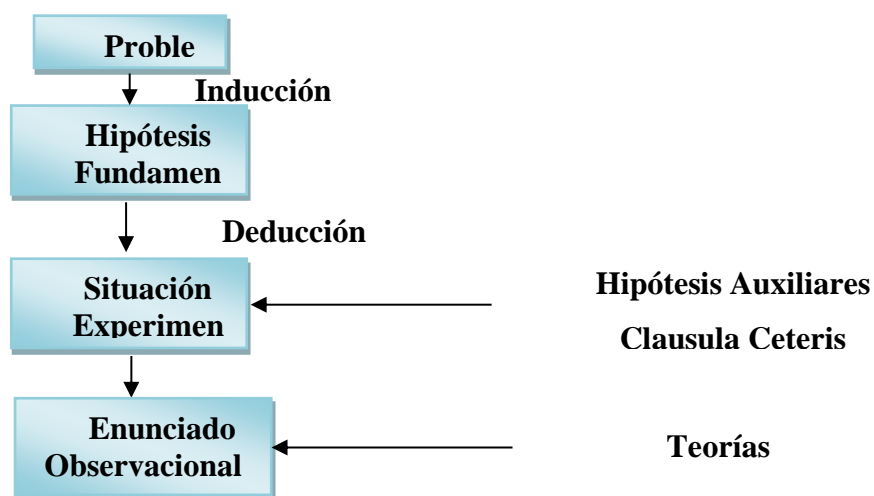 Proble
Inducción
Hipótesis
Fundamen
Deducción
Situación
Experimen
Hipótesis Auxiliares
Clausula Ceteris
Enunciado
Observacional
Teorías